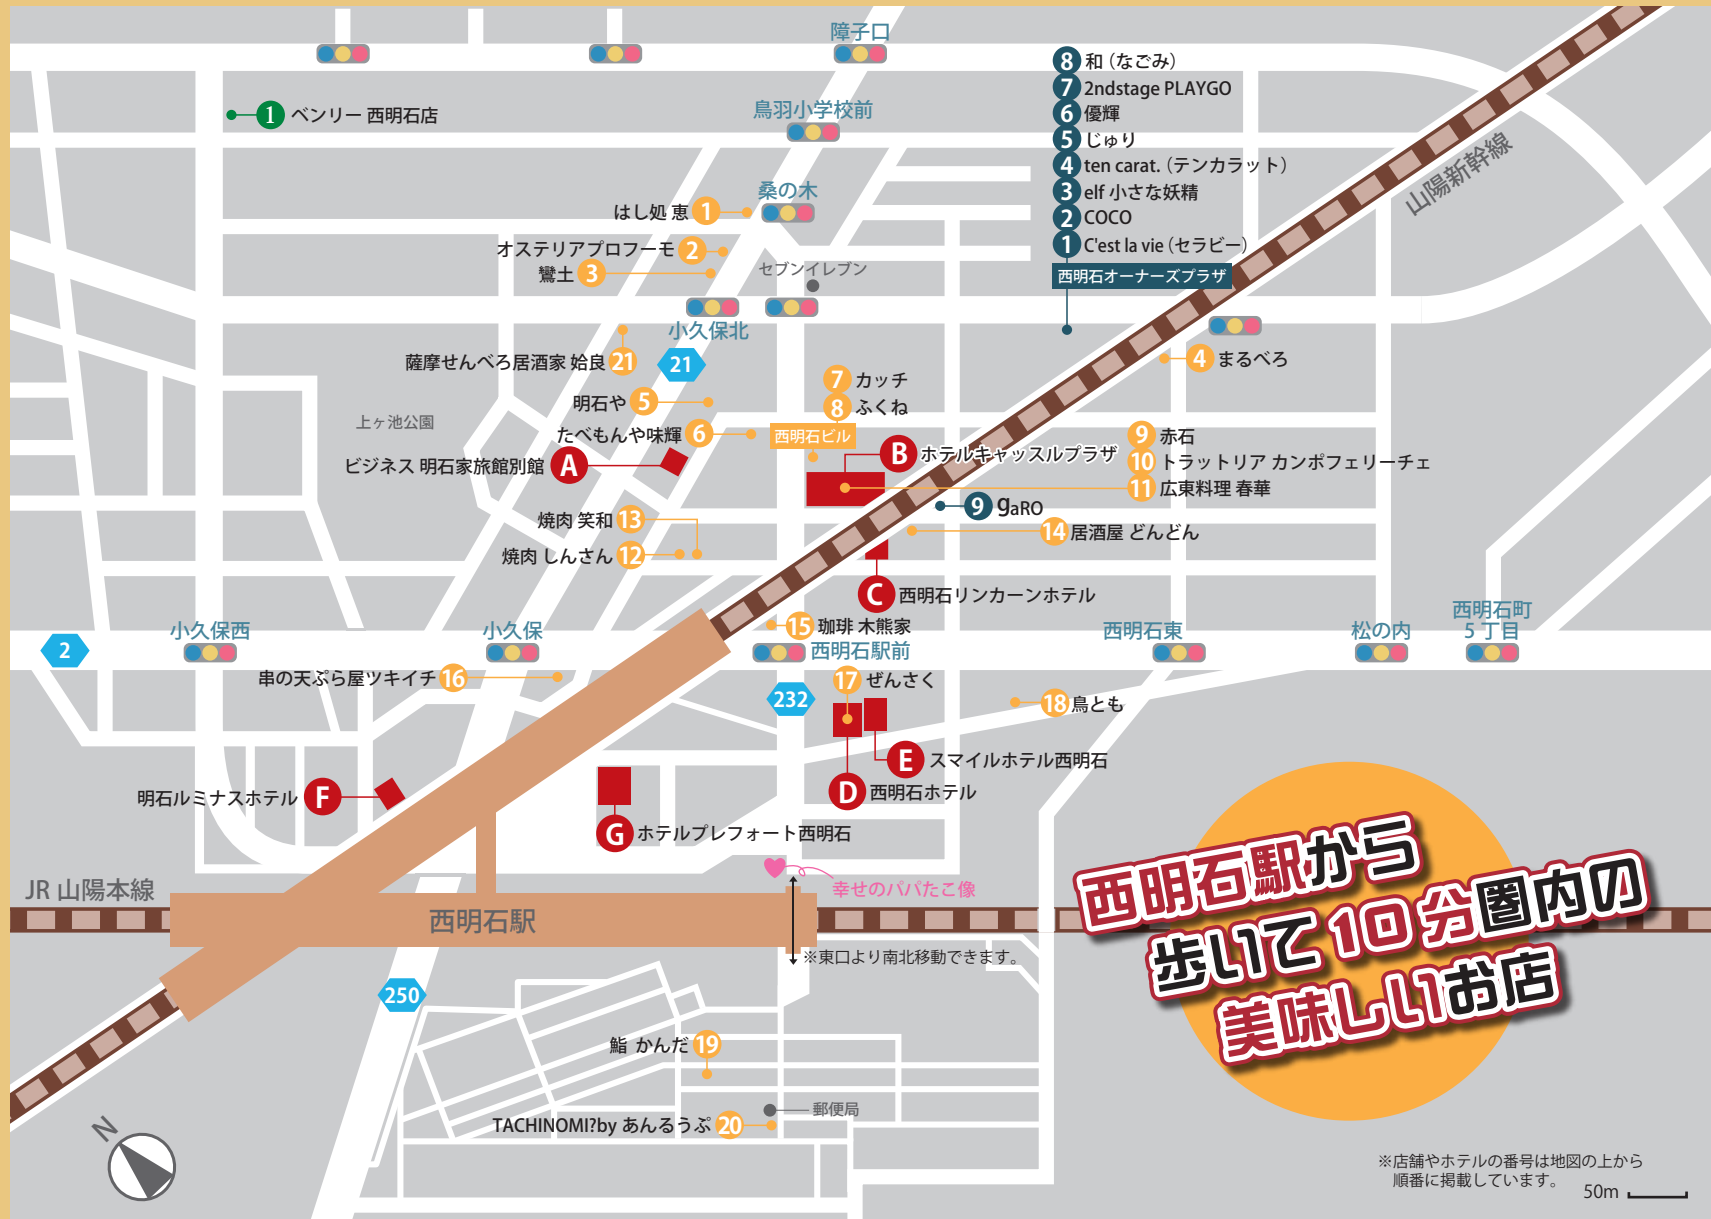 障子口
鳥羽小学校前
桑の木
1 ベンリー 西明石店
8 和（なごみ）
7 2ndstage PLAYGO
6 優輝
5 じゅり
4 ten carat.（テンカラット）
3 elf 小さな妖精
2 COCO
1 C'est la vie（セラビー）
西明石オーナーズプラザ
山陽新幹線
はし処 恵 1
オステリアプロフーモ 2
鶯土 3
セブンイレブン
小久保北
薩摩せんべろ居酒家 姶良 21
21
4 まるべろ
7 カッチ
8 ふくね
西明石ビル
明石や 5
上ヶ池公園
たべもんや味輝 6
ビジネス 明石家旅館別館 A
B ホテルキャッスルプラザ
9 赤石
10 トラットリア カンポフェリーチェ
11 広東料理 春華
9 gaRO
焼肉 笑和 13
14 居酒屋 どんどん
焼肉 しんさん 12
C 西明石リンカーンホテル
15 珈琲 木熊家
小久保西
小久保
西明石駅前
西明石東
松の内
西明石町
5 丁目
2
串の天ぷら屋ツキイチ 16
17 ぜんさく
232
18 鳥とも
E スマイルホテル西明石
D 西明石ホテル
明石ルミナスホテル F
G ホテルプレフォート西明石
JR 山陽本線
幸せのパパたこ像
西明石駅
※東口より南北移動できます。
250
西明石駅から
歩いて10分圏内の
美味しいお店
鮨 かんだ 19
郵便局
TACHINOMI?by あんるうぷ 20
N
※店舗やホテルの番号は地図の上から
順番に掲載しています。
50m